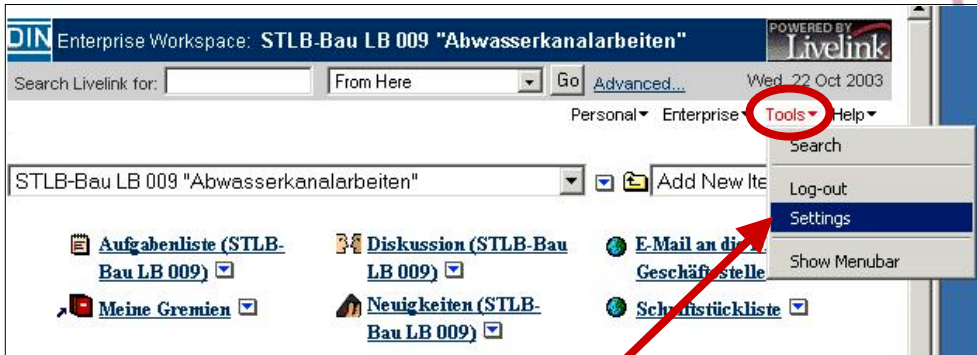 DIN Enterprise Workspace: STLB-Bau LB 009 "Abwasserkanalarbeiten"
POWERED BY
Livelink
Search Livelink for: From Here Go Advanced... Wed, 22 Oct 2003
Personal Enterprise Tools Help
Search
STLB-Bau LB 009 "Abwasserkanalarbeiten" Add New Ite
Log-out
Settings
Show Menubar
Aufgabenliste (STLB-
Bau LB 009)
Diskussion (STLB-Bau
LB 009)
E-Mail an die
Geschäftsstelle
Meine Gremien
Neuigkeiten (STLB-
Bau LB 009)
Schriftstückliste